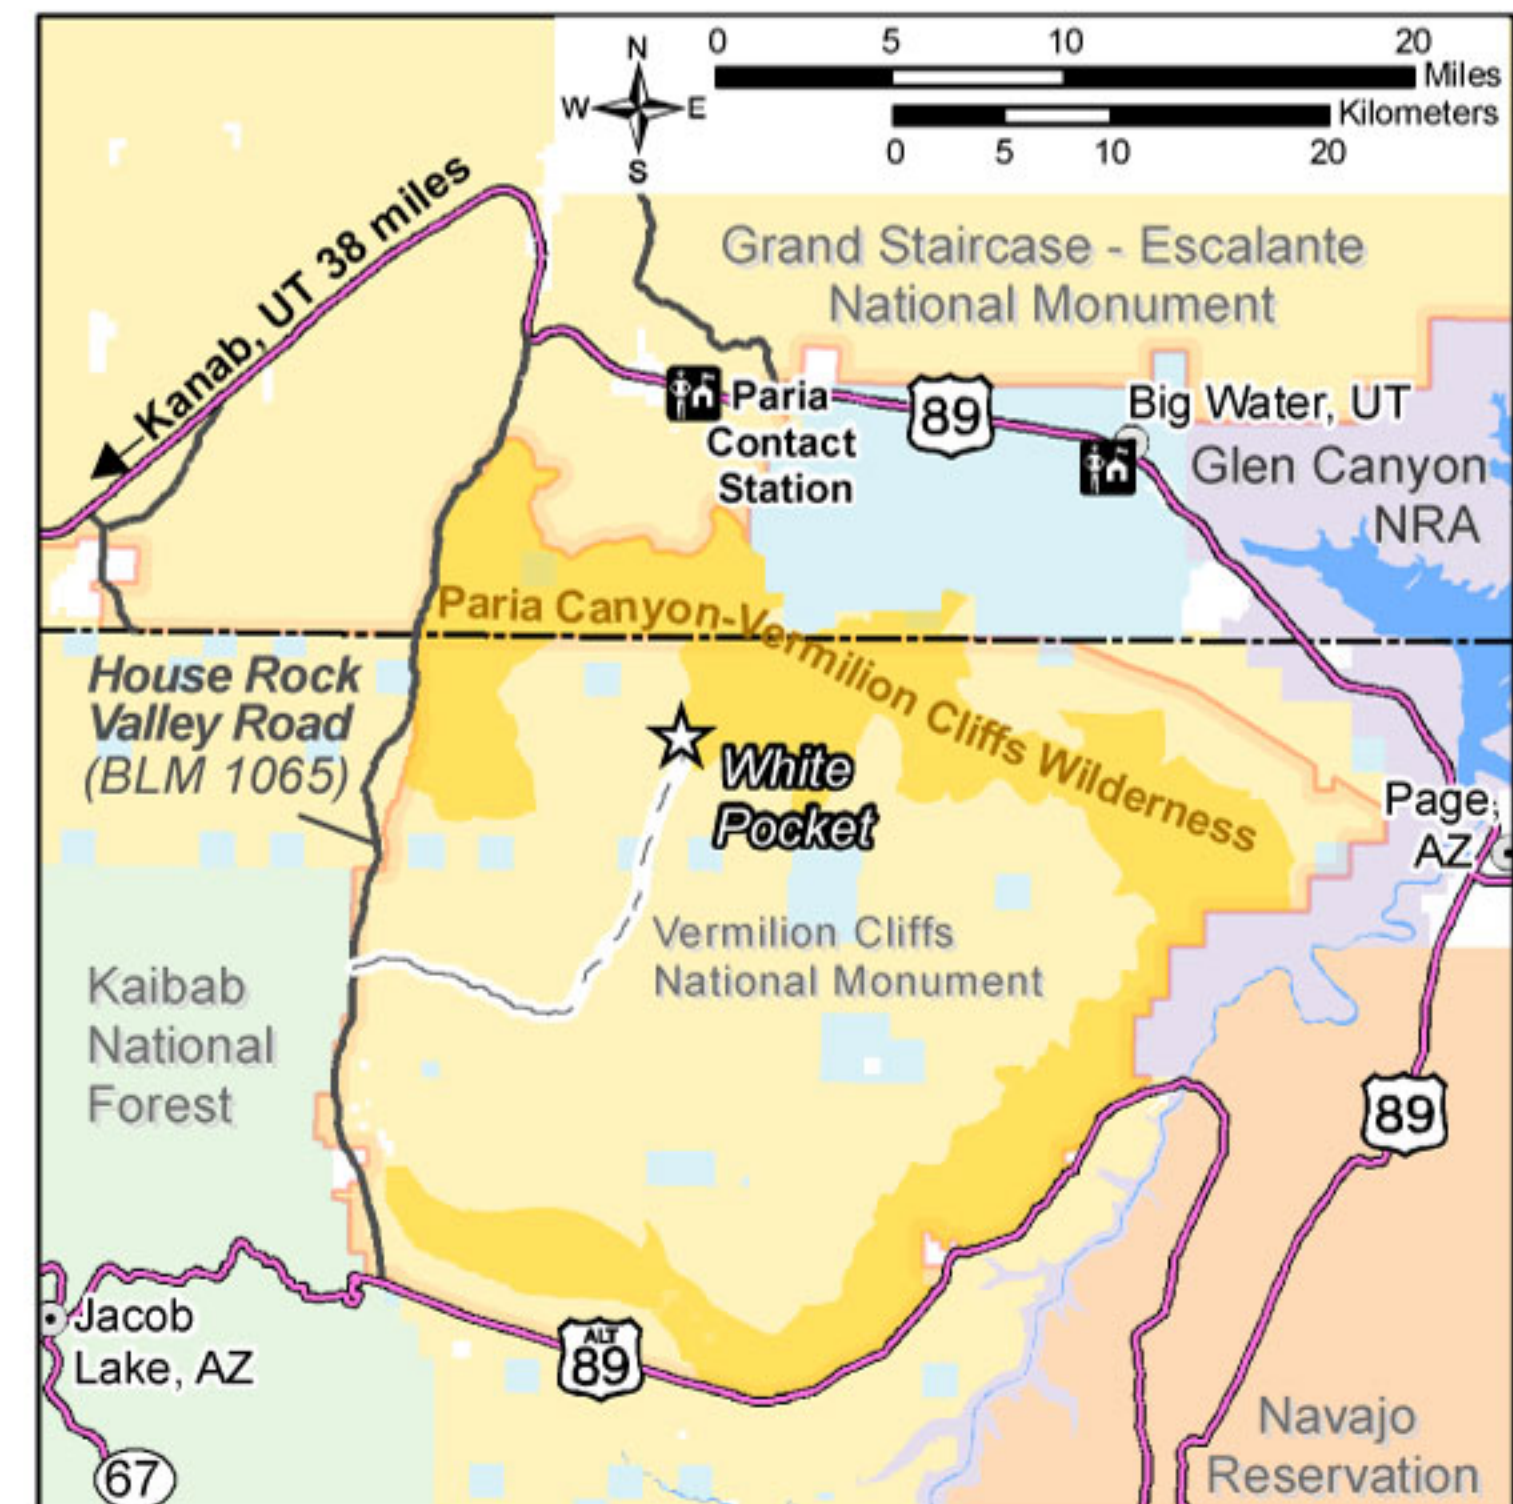 N
W E
S
0 5 10 20
Miles
Kilometers
0 5 10 20
Kanab, UT 38 miles
Grand Staircase - Escalante
National Monument
Paria
Contact
Station
89
Big Water, UT
Glen Canyon
NRA
Paria Canyon-Vermilion Cliffs Wilderness
House Rock
Valley Road
(BLM 1065)
White
Pocket
Page,
AZ
Vermilion Cliffs
National Monument
Kaibab
National
Forest
89
Jacob
Lake, AZ
ALT
89
67
Navajo
Reservation